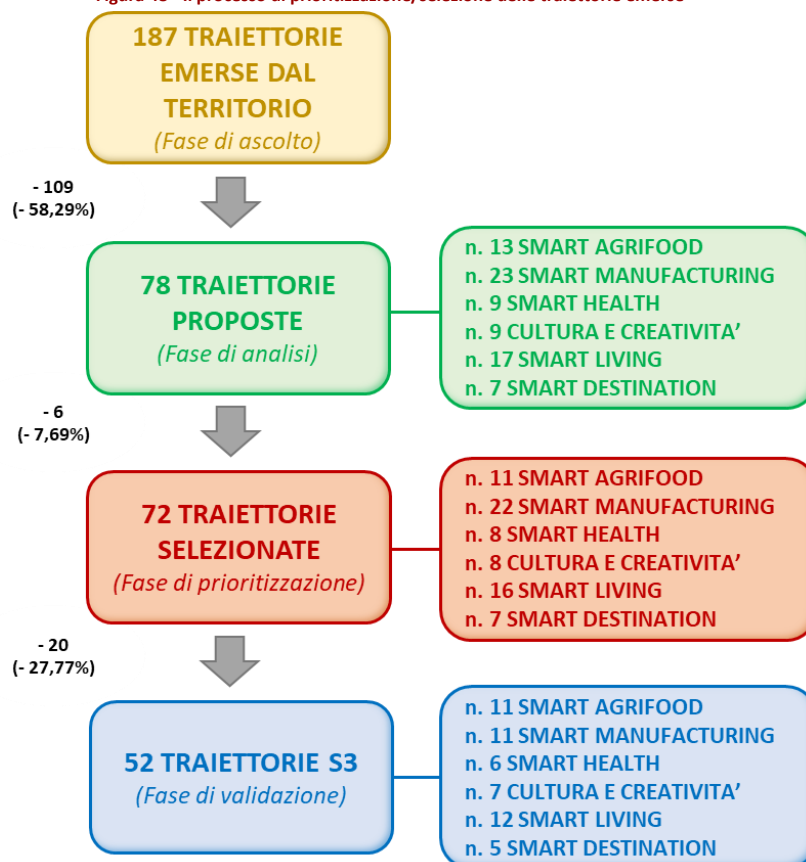 187 TRAIETTORIE
EMERSE DAL
TERRITORIO
(Fase di ascolto)
- 109
(- 58,29%)
78 TRAIETTORIE
PROPOSTE
(Fase di analisi)
n. 13 SMART AGRIFOOD
n. 23 SMART MANUFACTURING
n. 9 SMART HEALTH
n. 9 CULTURA E CREATIVITA’
n. 17 SMART LIVING
n. 7 SMART DESTINATION
- 6
(- 7,69%)
72 TRAIETTORIE
SELEZIONATE
(Fase di prioritizzazione)
n. 11 SMART AGRIFOOD
n. 22 SMART MANUFACTURING
n. 8 SMART HEALTH
n. 8 CULTURA E CREATIVITA’
n. 16 SMART LIVING
n. 7 SMART DESTINATION
- 20
(- 27,77%)
52 TRAIETTORIE S3
(Fase di validazione)
n. 11 SMART AGRIFOOD
n. 11 SMART MANUFACTURING
n. 6 SMART HEALTH
n. 7 CULTURA E CREATIVITA’
n. 12 SMART LIVING
n. 5 SMART DESTINATION